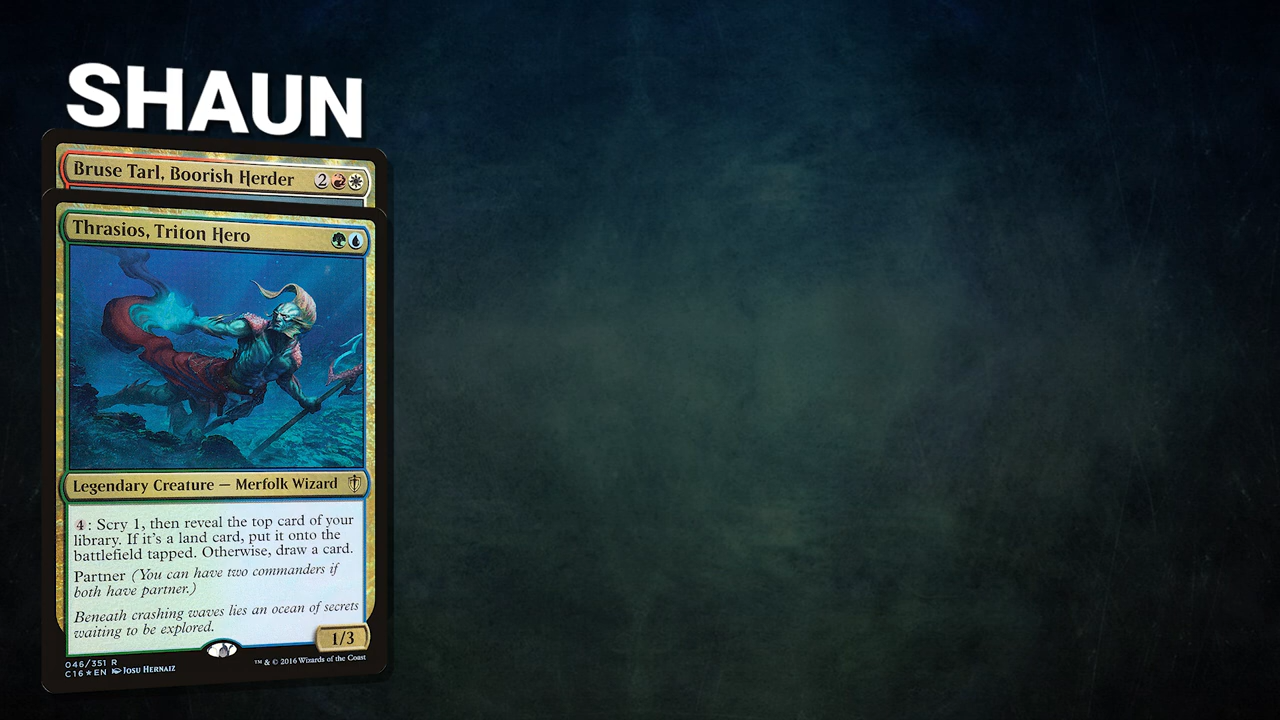 SHAUN
Bruse Tarl, Boorish Herder 2
Thrasios, Triton Hero
Legendary Creature — Merfolk Wizard
4: Scry 1, then reveal the top card of your
library. If it's a land card, put it onto the
battlefield tapped. Otherwise, draw a card.
Partner (You can have two commanders if
both have partner.)
Beneath crashing waves lies an ocean of secrets
waiting to be explored.
1/3
046/351 R
C16★EN Josu Hernaiz
™ & © 2016 Wizards of the Coast